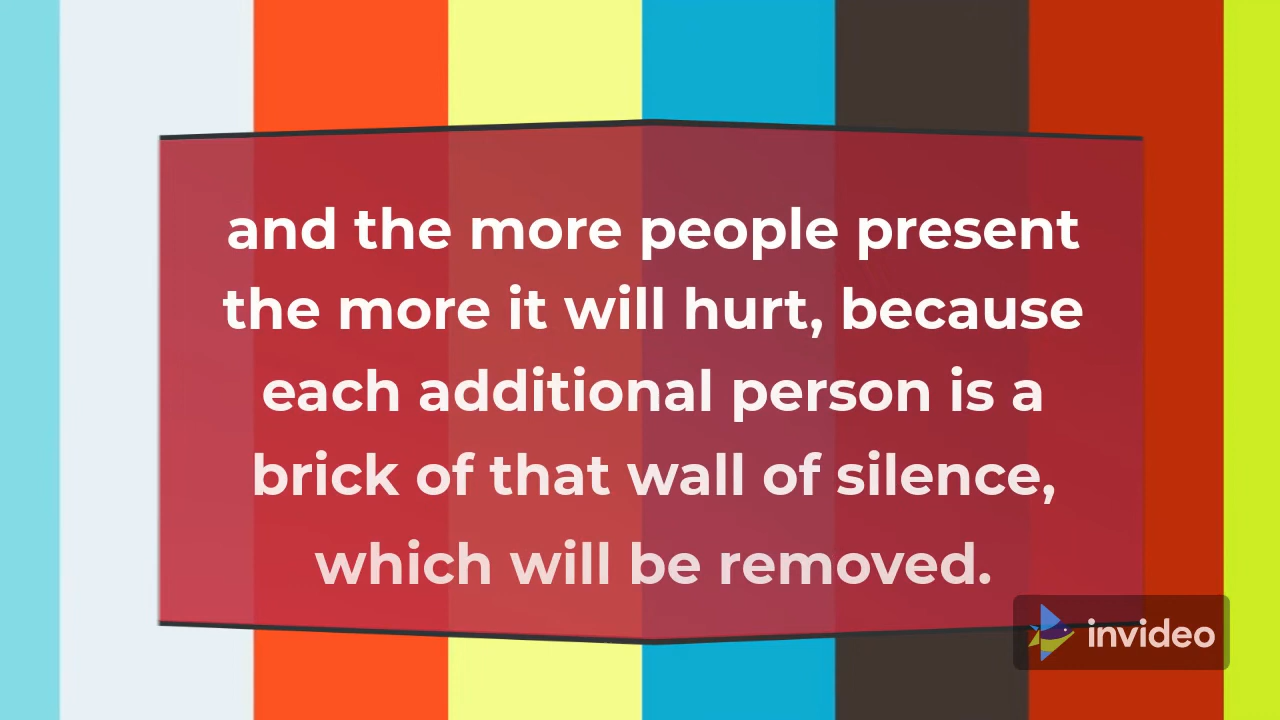 and the more people present
the more it will hurt, because
each additional person is a
brick of that wall of silence,
which will be removed.
invideo